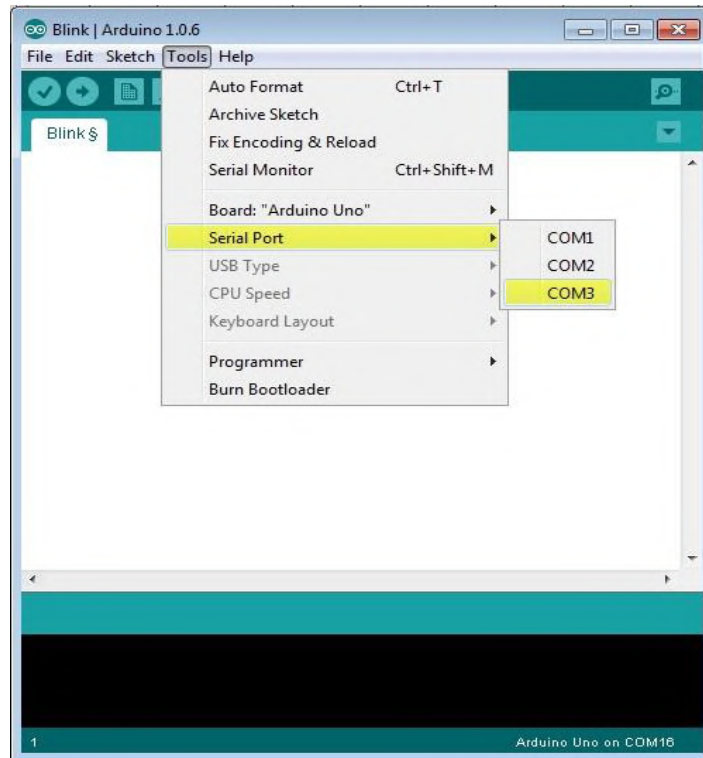 Blink | Arduino 1.0.6
File Edit Sketch Tools Help
Auto Format Ctrl+T
Archive Sketch
Fix Encoding & Reload
Serial Monitor Ctrl+Shift+M
Blink §
Board: "Arduino Uno"
Serial Port
COM1
USB Type
COM2
CPU Speed
COM3
Keyboard Layout
Programmer
Burn Bootloader
1 Arduino Uno on COM16